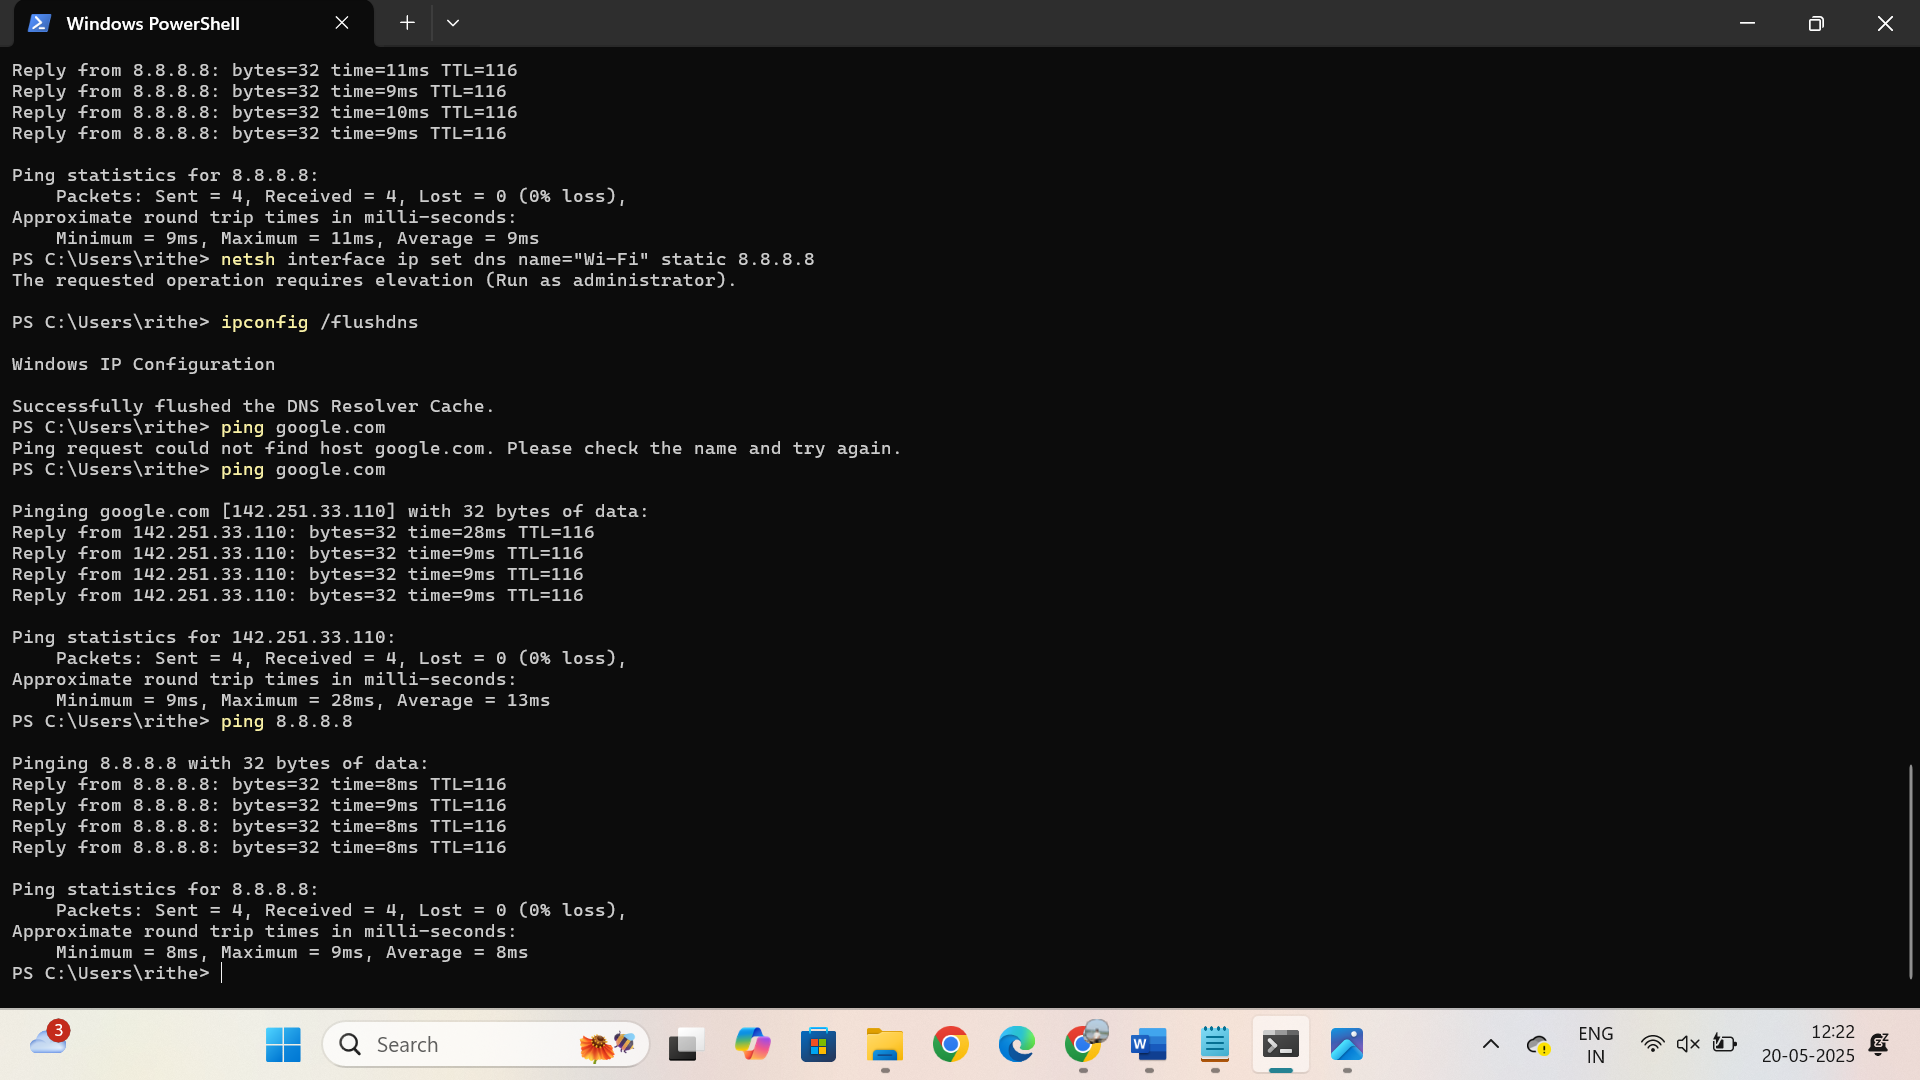 Windows PowerShell
Reply from 8.8.8.8: bytes=32 time=11ms TTL=116
Reply from 8.8.8.8: bytes=32 time=9ms TTL=116
Reply from 8.8.8.8: bytes=32 time=10ms TTL=116
Reply from 8.8.8.8: bytes=32 time=9ms TTL=116
Ping statistics for 8.8.8.8:
Packets: Sent = 4, Received = 4, Lost = 0 (0% loss),
Approximate round trip times in milli-seconds:
Minimum = 9ms, Maximum = 11ms, Average = 9ms
PS C:\Users\rithe> netsh interface ip set dns name="Wi-Fi" static 8.8.8.8
The requested operation requires elevation (Run as administrator).
PS C:\Users\rithe> ipconfig /flushdns
Windows IP Configuration
Successfully flushed the DNS Resolver Cache.
PS C:\Users\rithe> ping google.com
Ping request could not find host google.com. Please check the name and try again.
PS C:\Users\rithe> ping google.com
Pinging google.com [142.251.33.110] with 32 bytes of data:
Reply from 142.251.33.110: bytes=32 time=28ms TTL=116
Reply from 142.251.33.110: bytes=32 time=9ms TTL=116
Reply from 142.251.33.110: bytes=32 time=9ms TTL=116
Reply from 142.251.33.110: bytes=32 time=9ms TTL=116
Ping statistics for 142.251.33.110:
Packets: Sent = 4, Received = 4, Lost = 0 (0% loss),
Approximate round trip times in milli-seconds:
Minimum = 9ms, Maximum = 28ms, Average = 13ms
PS C:\Users\rithe> ping 8.8.8.8
Pinging 8.8.8.8 with 32 bytes of data:
Reply from 8.8.8.8: bytes=32 time=8ms TTL=116
Reply from 8.8.8.8: bytes=32 time=9ms TTL=116
Reply from 8.8.8.8: bytes=32 time=8ms TTL=116
Reply from 8.8.8.8: bytes=32 time=8ms TTL=116
Ping statistics for 8.8.8.8:
Packets: Sent = 4, Received = 4, Lost = 0 (0% loss),
Approximate round trip times in milli-seconds:
Minimum = 8ms, Maximum = 9ms, Average = 8ms
PS C:\Users\rithe>
3
Search
ENG
IN
12:22
20-05-2025